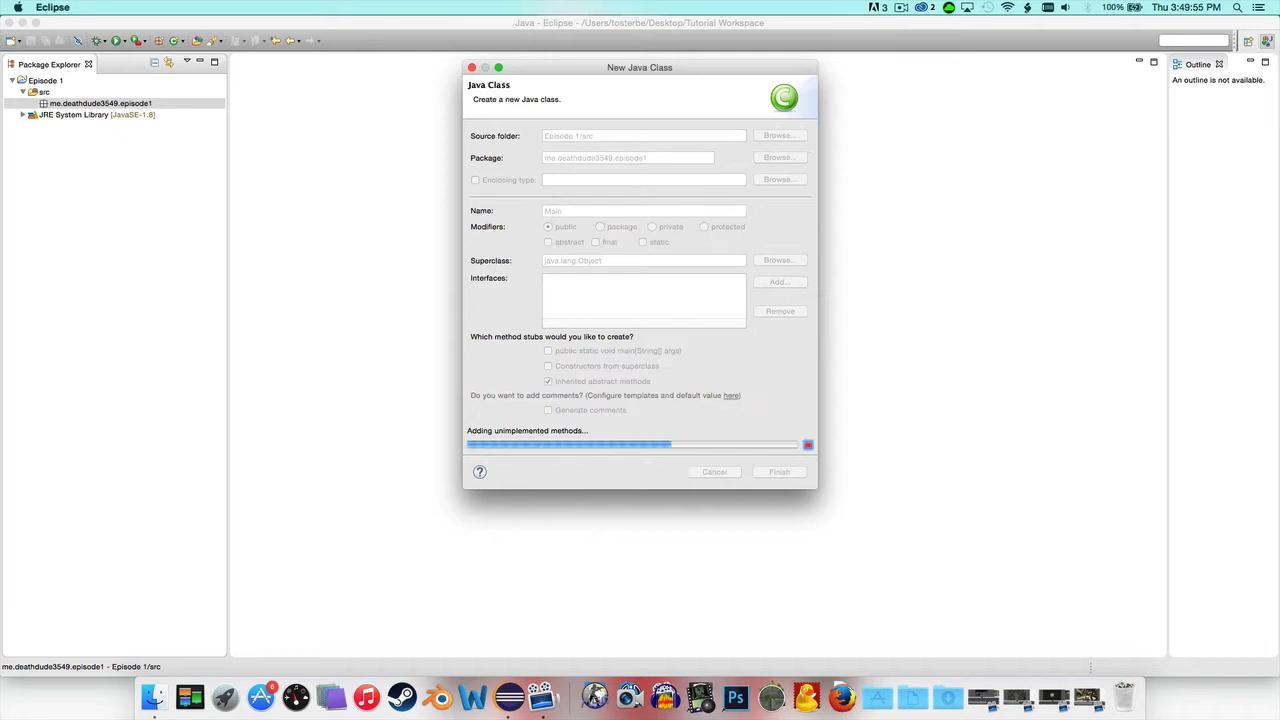 Eclipse 3 2 100% Thu 3:49:55 PM
Java - Eclipse - /Users/tosterbe/Desktop/Tutorial Workspace
Package Explorer
Episode 1
src
me.deathdude3549.episode1
JRE System Library [JavaSE-1.8]
New Java Class
Java Class
Create a new Java class.
Source folder: Episode 1/src Browse...
Package: me.deathdude3549.episode1 Browse...
Enclosing type: Browse...
Name: Main
Modifiers: public package private protected
abstract final static
Superclass: java.lang.Object Browse...
Interfaces: Add...
Remove
Which method stubs would you like to create?
public static void main(String[] args)
Constructors from superclass
Inherited abstract methods
Do you want to add comments? (Configure templates and default value here)
Generate comments
Adding unimplemented methods...
? Cancel Finish
Outline
An outline is not available.
me.deathdude3549.episode1 - Episode 1/src
6
W
Ps